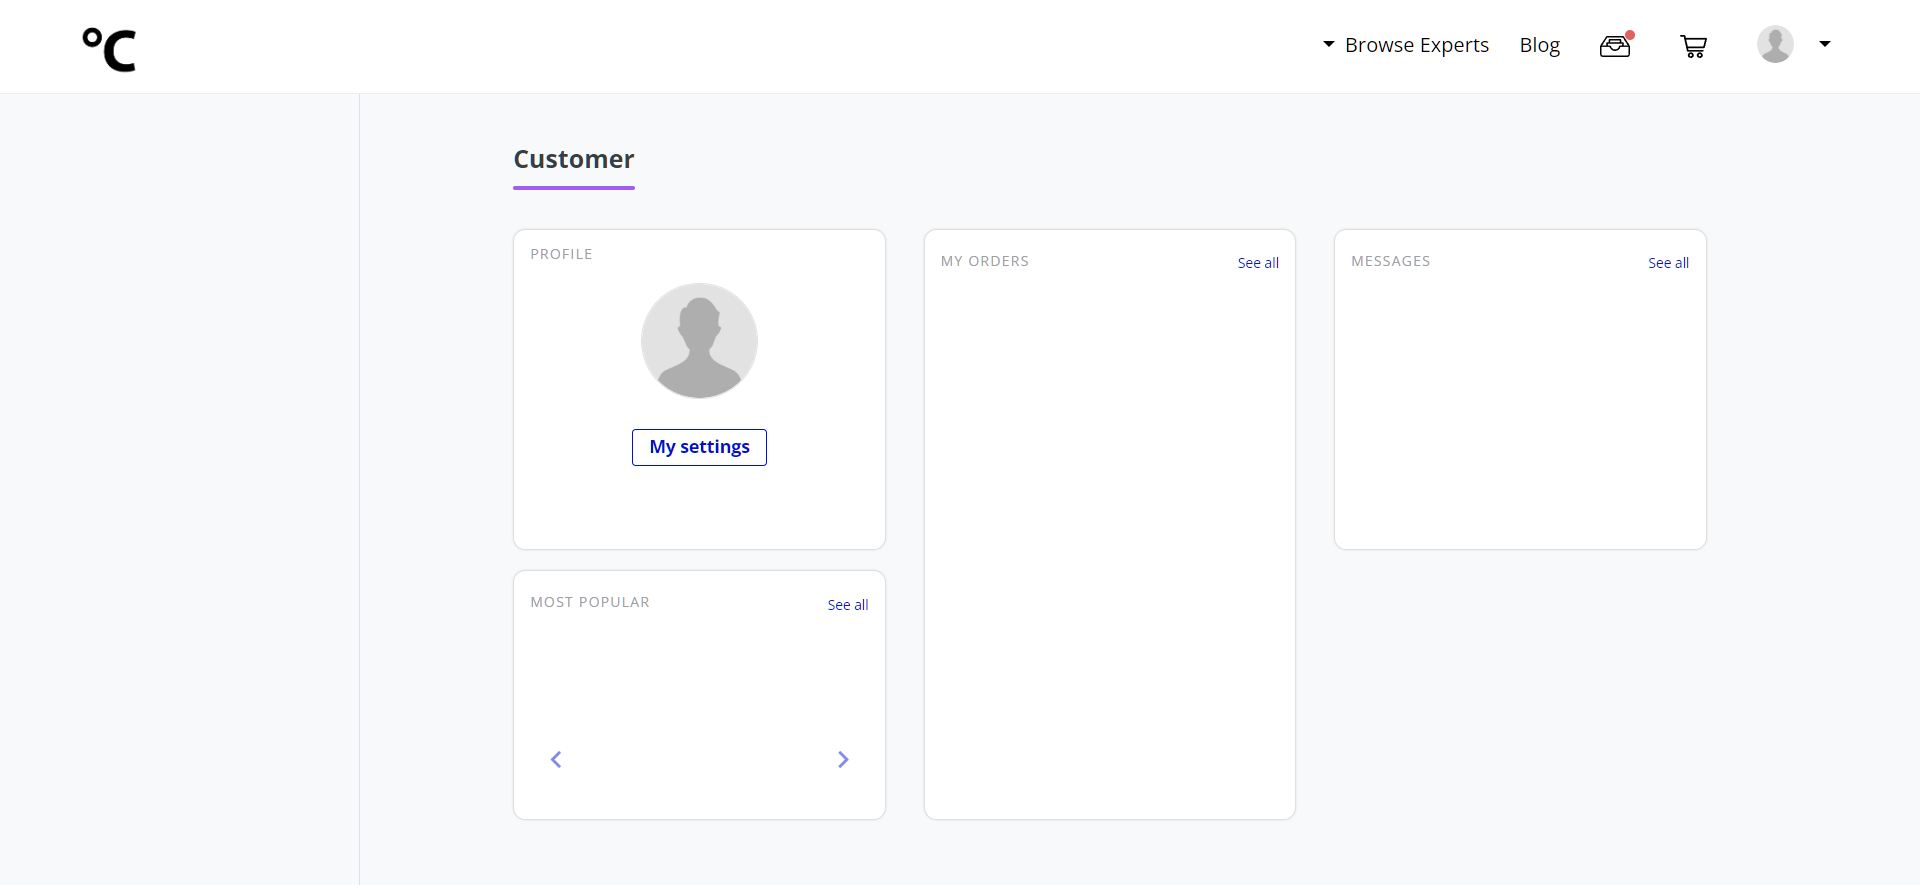 °C
Browse Experts
Blog
Customer
PROFILE
My settings
MY ORDERS
See all
MESSAGES
See all
MOST POPULAR
See all